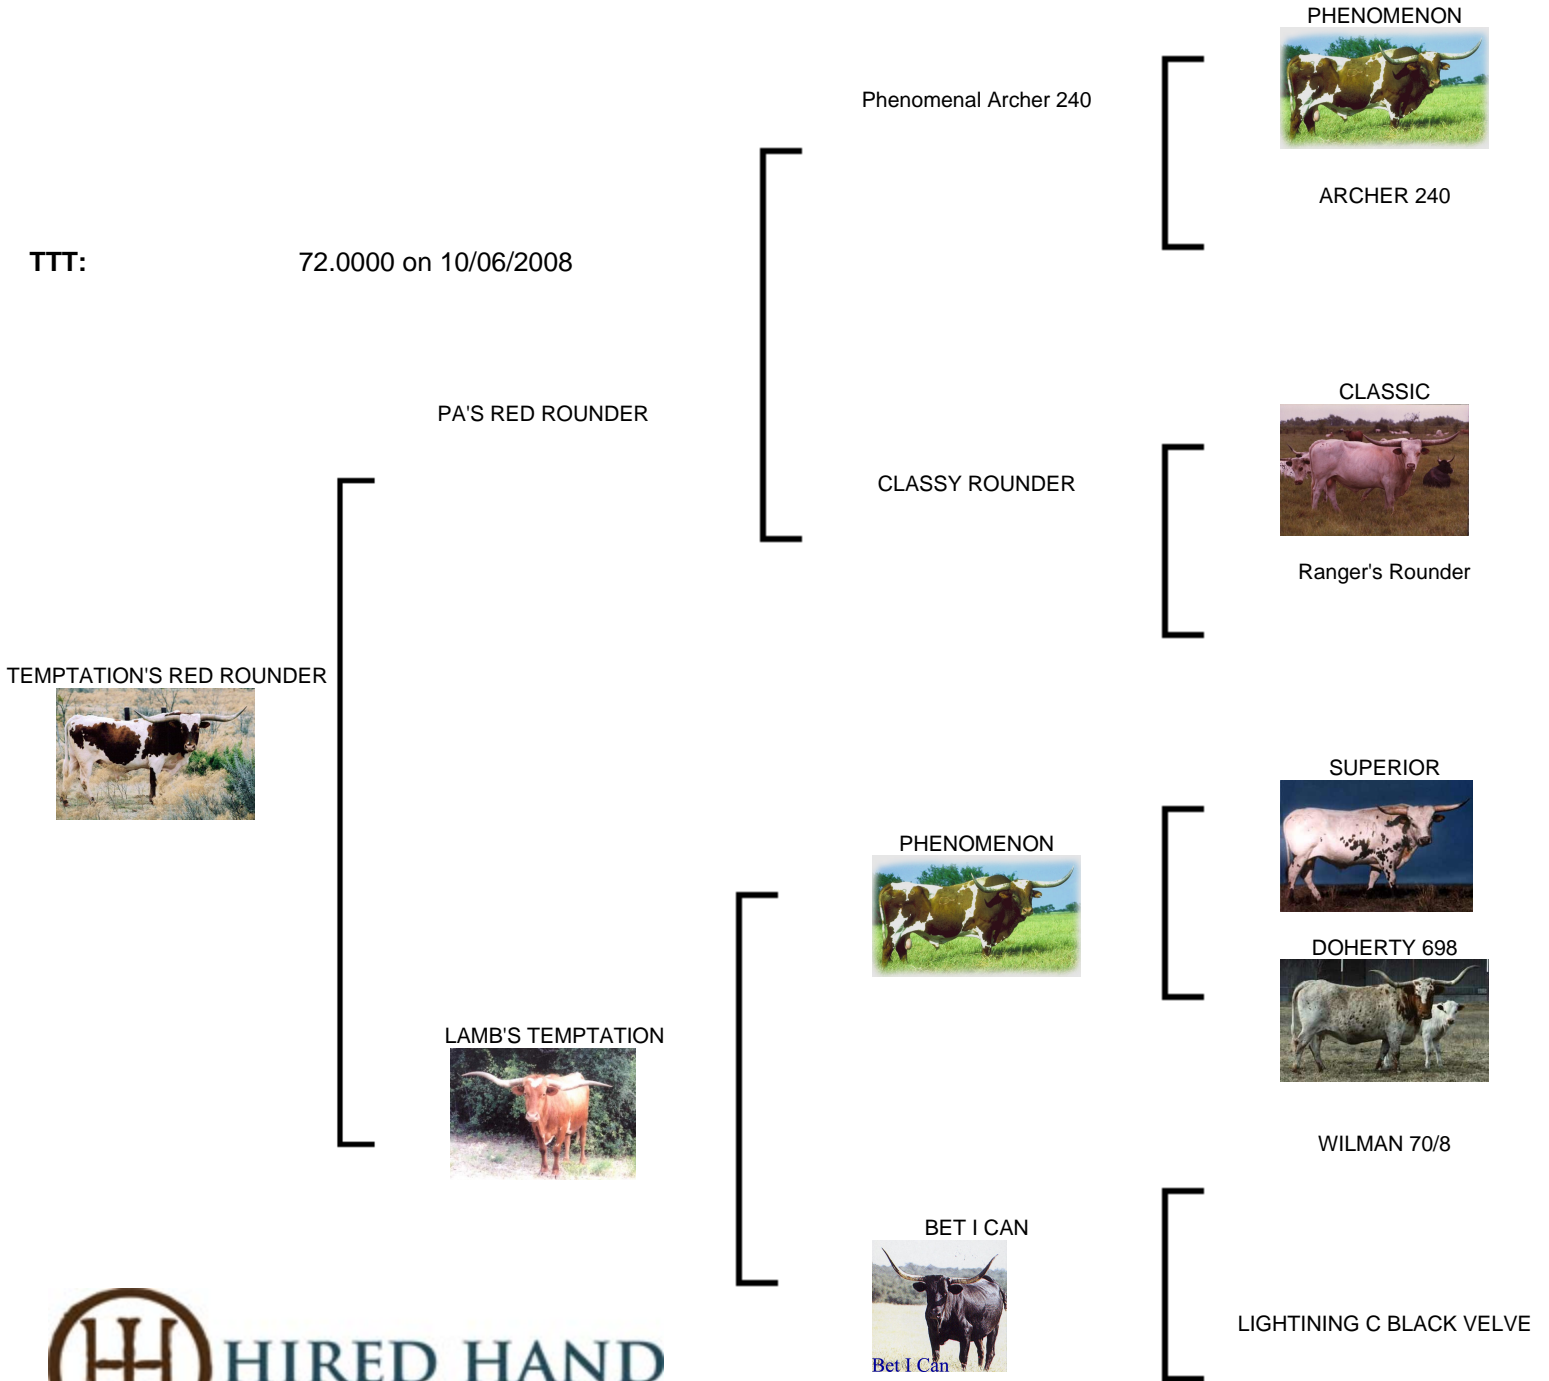 PHENOMENON
Phenomenal Archer 240
ARCHER 240
TTT: 72.0000 on 10/06/2008
CLASSIC
PA'S RED ROUNDER
CLASSY ROUNDER
Ranger's Rounder
TEMPTATION'S RED ROUNDER
SUPERIOR
PHENOMENON
DOHERTY 698
LAMB'S TEMPTATION
WILMAN 70/8
BET I CAN
LIGHTINING C BLACK VELVE
Bet I Can
HIRED HAND